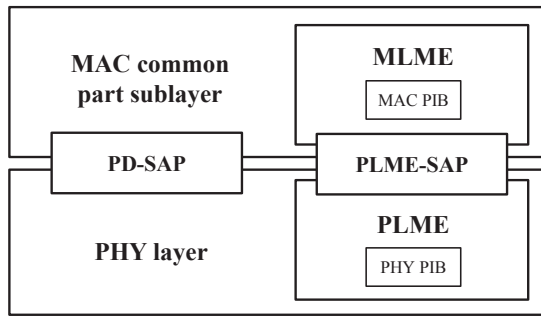 MAC common
part sublayer
MLME
MAC PIB
PD-SAP
PLME-SAP
PHY layer
PLME
PHY PIB